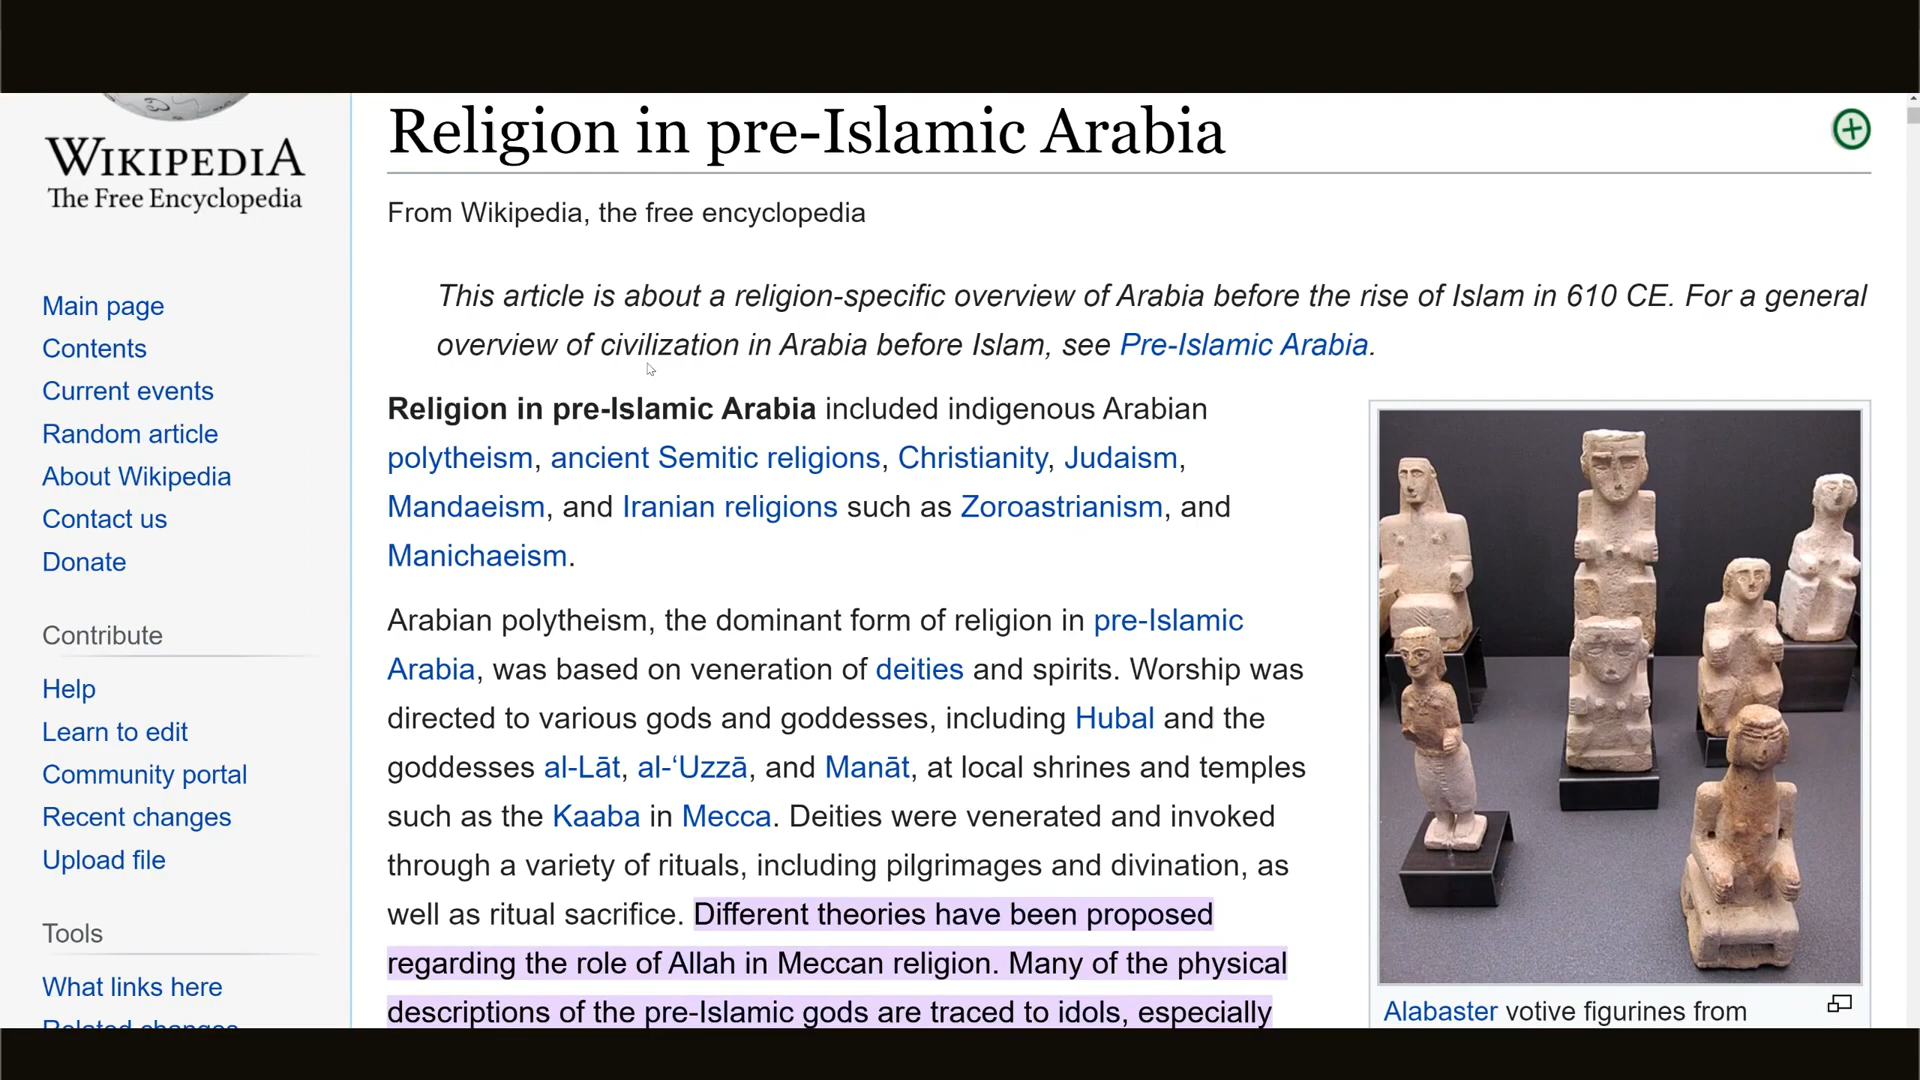 WIKIPEDIA
The Free Encyclopedia
Main page
Contents
Current events
Random article
About Wikipedia
Contact us
Donate
Contribute
Help
Learn to edit
Community portal
Recent changes
Upload file
Tools
What links here
Related changes
Religion in pre-Islamic Arabia
From Wikipedia, the free encyclopedia
This article is about a religion-specific overview of Arabia before the rise of Islam in 610 CE. For a general
overview of civilization in Arabia before Islam, see Pre-Islamic Arabia.
Religion in pre-Islamic Arabia included indigenous Arabian
polytheism, ancient Semitic religions, Christianity, Judaism,
Mandaeism, and Iranian religions such as Zoroastrianism, and
Manichaeism.
Arabian polytheism, the dominant form of religion in pre-Islamic
Arabia, was based on veneration of deities and spirits. Worship was
directed to various gods and goddesses, including Hubal and the
goddesses al-Lāt, al-‘Uzzā, and Manāt, at local shrines and temples
such as the Kaaba in Mecca. Deities were venerated and invoked
through a variety of rituals, including pilgrimages and divination, as
well as ritual sacrifice. Different theories have been proposed
regarding the role of Allah in Meccan religion. Many of the physical
descriptions of the pre-Islamic gods are traced to idols, especially
Alabaster votive figurines from